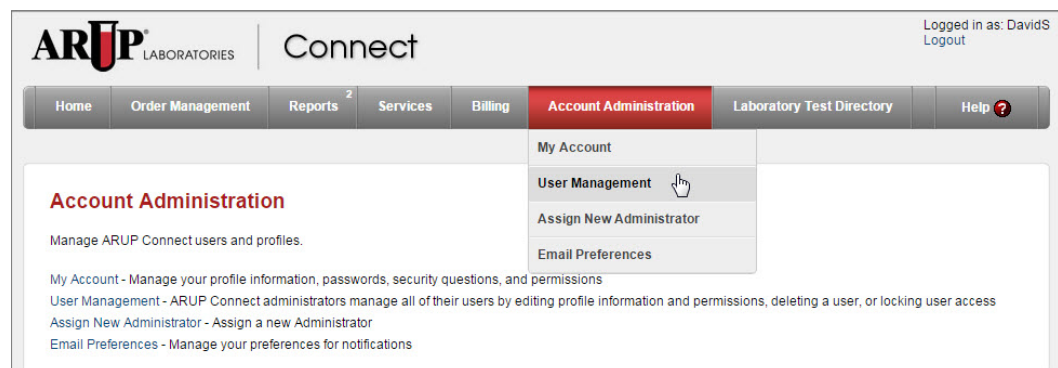 ARUP LABORATORIES Connect
Logged in as: DavidS
Logout
Home Order Management Reports 2 Services Billing Account Administration Laboratory Test Directory Help ?
My Account
User Management
Assign New Administrator
Email Preferences
Account Administration
Manage ARUP Connect users and profiles.
My Account - Manage your profile information, passwords, security questions, and permissions
User Management - ARUP Connect administrators manage all of their users by editing profile information and permissions, deleting a user, or locking user access
Assign New Administrator - Assign a new Administrator
Email Preferences - Manage your preferences for notifications